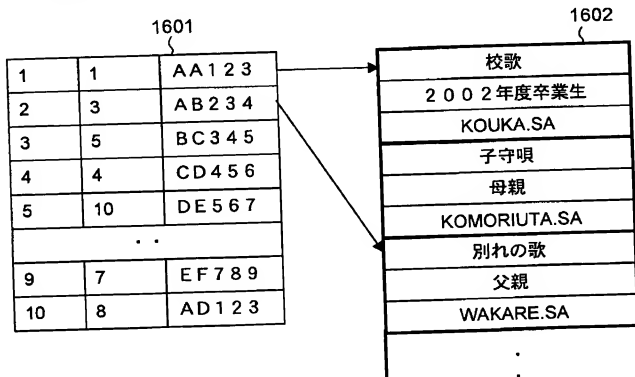 1601
1 1 AA123
2 3 AB234
3 5 BC345
4 4 CD456
5 10 DE567
・・
9 7 EF789
10 8 AD123
1602
校歌
2002年度卒業生
KOUKA.SA
子守唄
母親
KOMORIUTA.SA
別れの歌
父親
WAKARE.SA
・
・